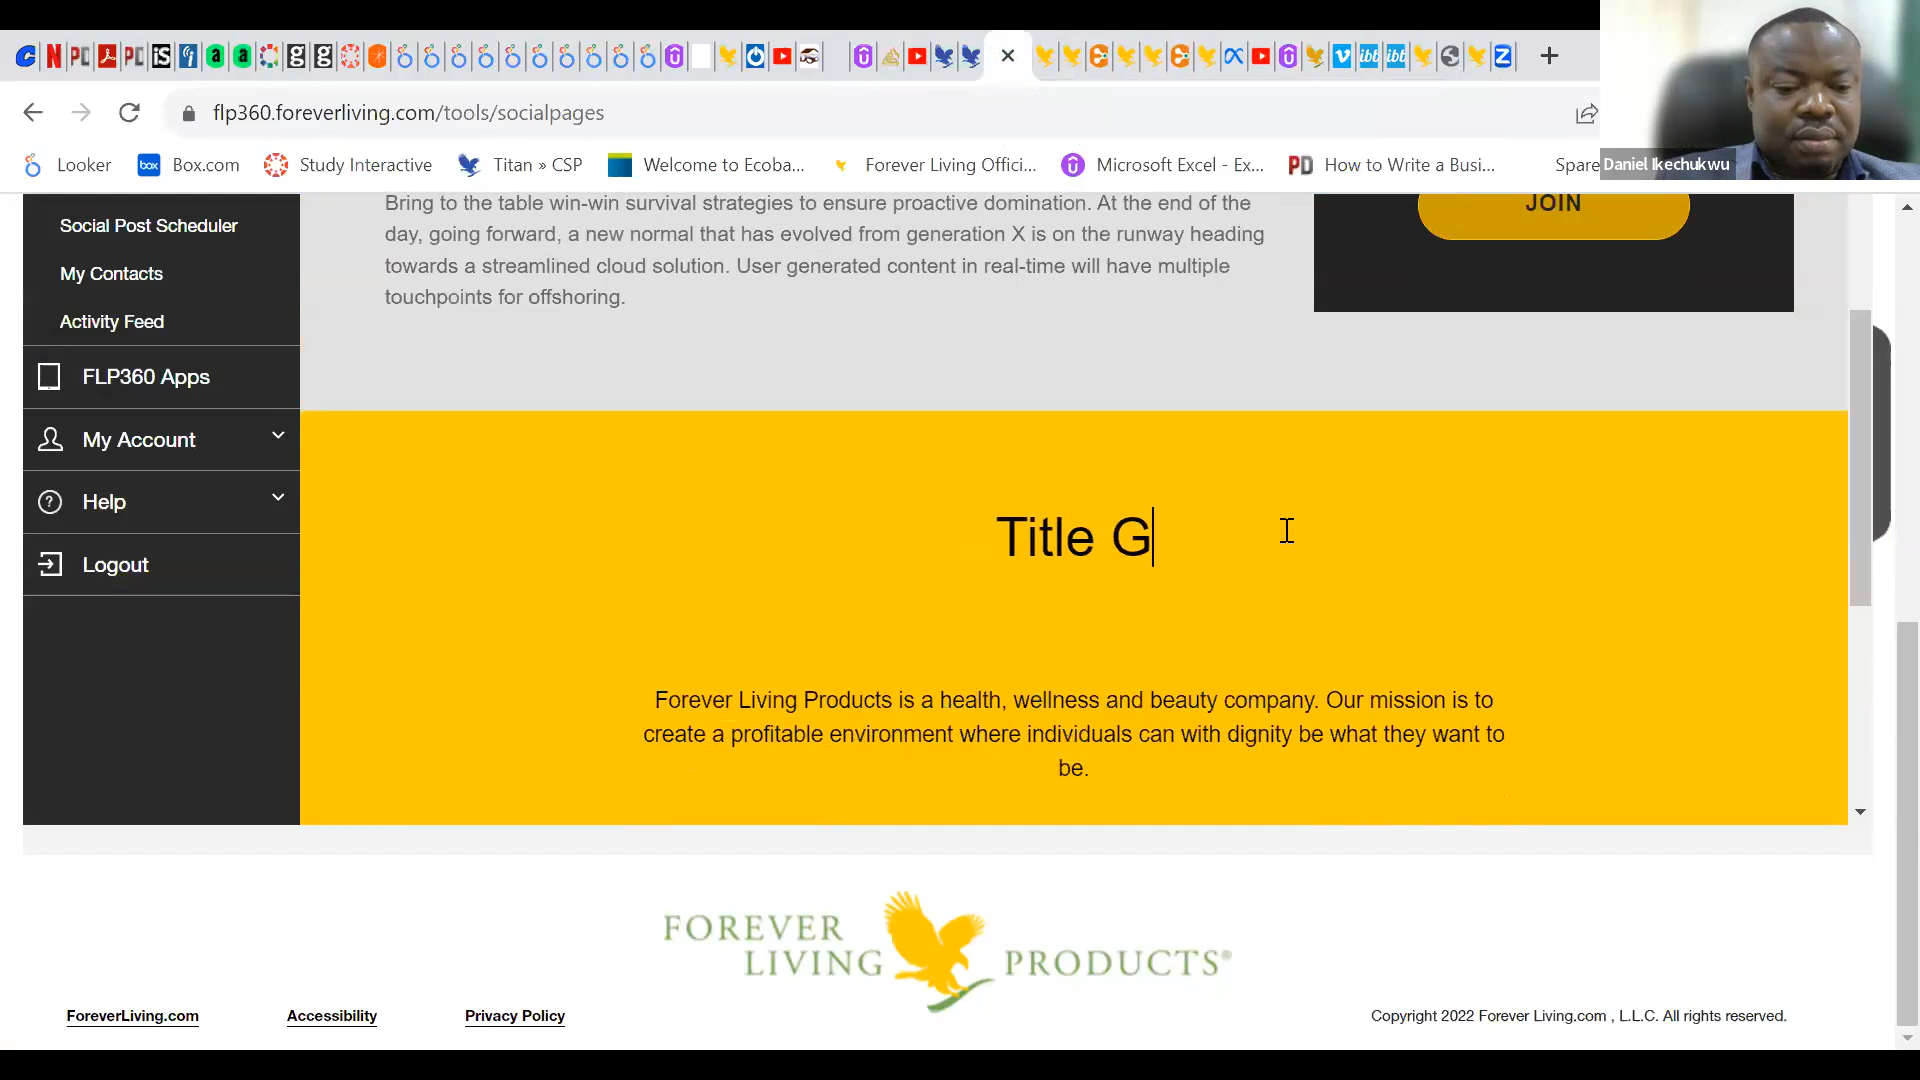 flp360.foreverliving.com/tools/socialpages
Looker
Box.com
Study Interactive
Titan » CSP
Welcome to Ecoba...
Forever Living Offici...
Microsoft Excel - Ex...
How to Write a Busi...
Spare
Daniel Ikechukwu
Social Post Scheduler
My Contacts
Activity Feed
FLP360 Apps
My Account
Help
Logout
Bring to the table win-win survival strategies to ensure proactive domination. At the end of the
day, going forward, a new normal that has evolved from generation X is on the runway heading
towards a streamlined cloud solution. User generated content in real-time will have multiple
touchpoints for offshoring.
JOIN
Title G
Forever Living Products is a health, wellness and beauty company. Our mission is to
create a profitable environment where individuals can with dignity be what they want to
be.
FOREVER
LIVING PRODUCTS®
ForeverLiving.com
Accessibility
Privacy Policy
Copyright 2022 Forever Living.com , L.L.C. All rights reserved.